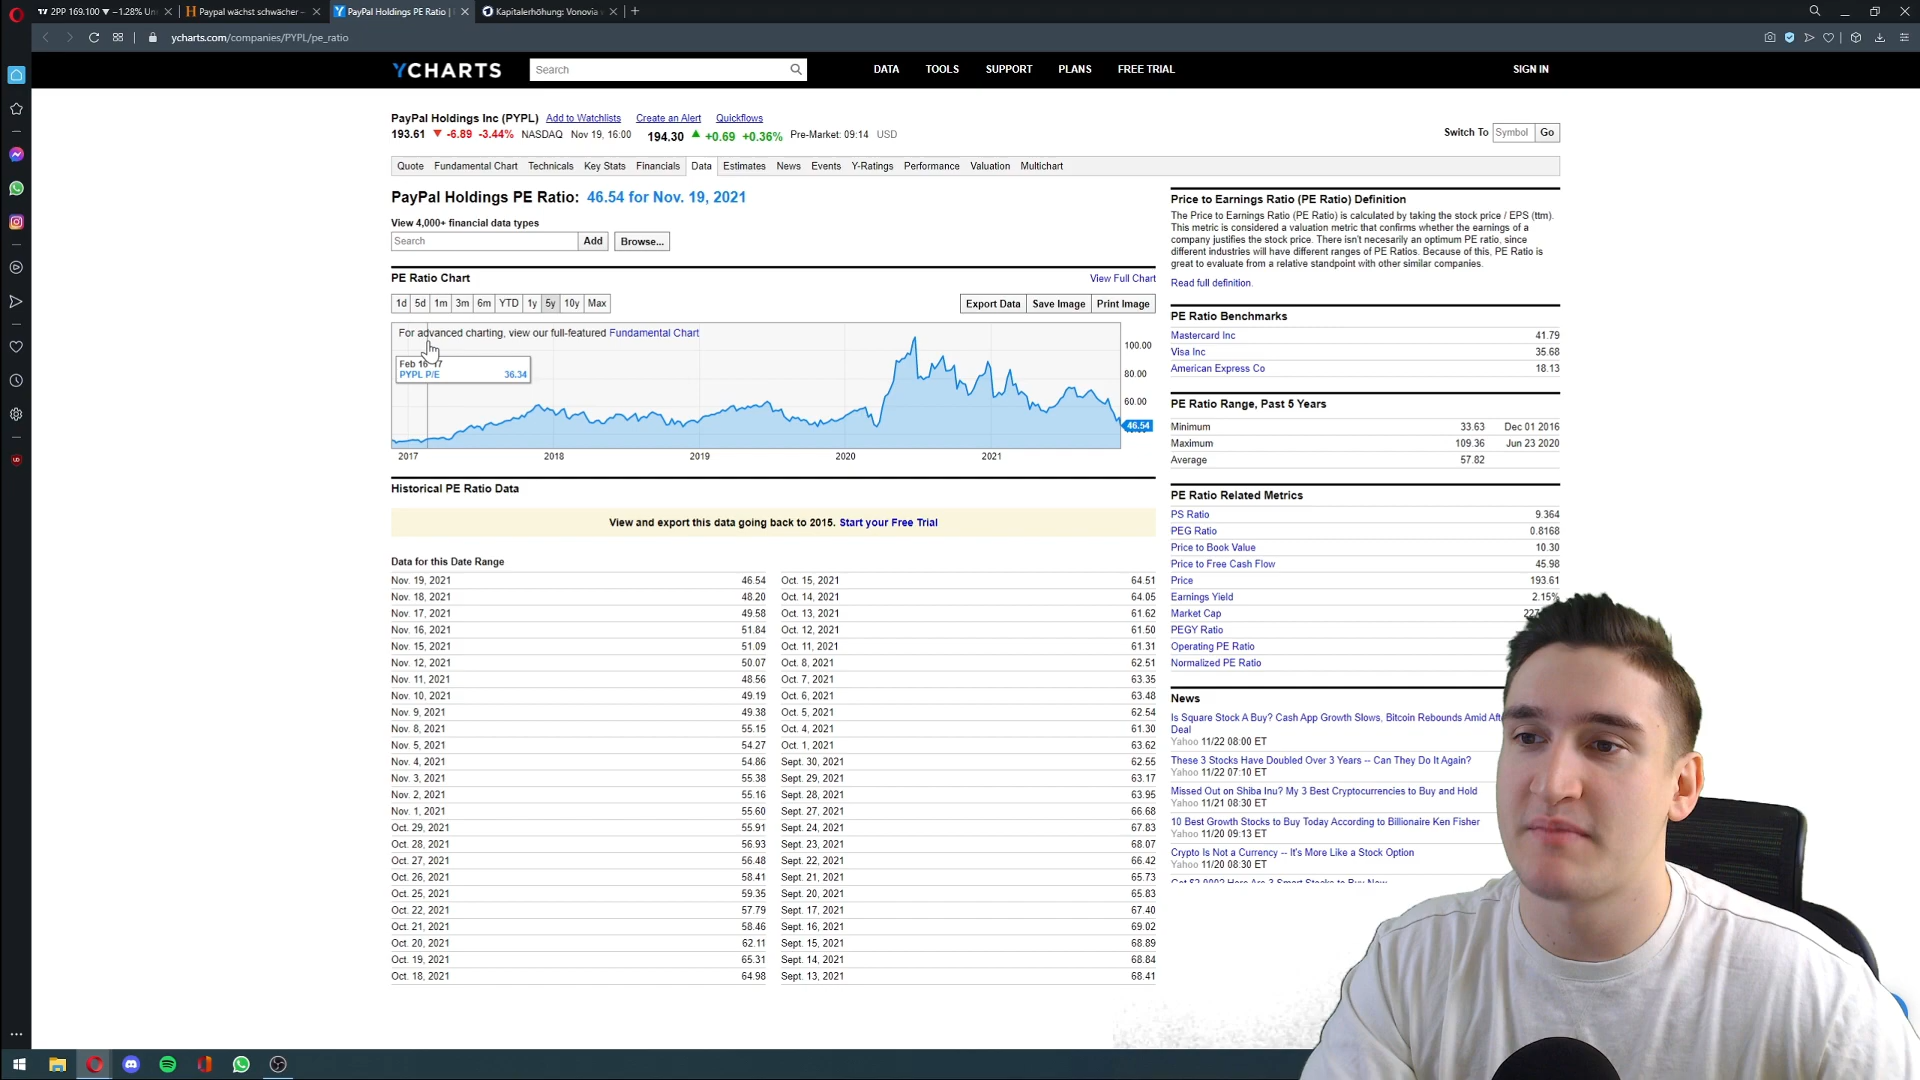 2PP 169.100 ▼ −1.28% Un
Paypal wächst schwächer –
PayPal Holdings PE Ratio |
Kapitalerhöhung: Vonovia
ycharts.com/companies/PYPL/pe_ratio
YCHARTS
Search
DATA
TOOLS
SUPPORT
PLANS
FREE TRIAL
SIGN IN
PayPal Holdings Inc (PYPL) Add to Watchlists Create an Alert Quickflows
193.61 ▼ -6.89 -3.44% NASDAQ Nov 19, 16:00 194.30 ▲ +0.69 +0.36% Pre-Market: 09:14 USD
Switch To Symbol Go
Quote Fundamental Chart Technicals Key Stats Financials Data Estimates News Events Y-Ratings Performance Valuation Multichart
PayPal Holdings PE Ratio: 46.54 for Nov. 19, 2021
View 4,000+ financial data types
Search Add Browse...
PE Ratio Chart
View Full Chart
1d 5d 1m 3m 6m YTD 1y 5y 10y Max
Export Data Save Image Print Image
For advanced charting, view our full-featured Fundamental Chart
PYPL P/E 36.34
100.00
80.00
60.00
46.54
2017 2018 2019 2020 2021
Historical PE Ratio Data
View and export this data going back to 2015. Start your Free Trial
Data for this Date Range
Nov. 19, 2021 46.54
Nov. 18, 2021 48.20
Nov. 17, 2021 49.58
Nov. 16, 2021 51.84
Nov. 15, 2021 51.09
Nov. 12, 2021 50.07
Nov. 11, 2021 48.56
Nov. 10, 2021 49.19
Nov. 9, 2021 49.38
Nov. 8, 2021 55.15
Nov. 5, 2021 54.27
Nov. 4, 2021 54.86
Nov. 3, 2021 55.38
Nov. 2, 2021 55.16
Nov. 1, 2021 55.60
Oct. 29, 2021 55.91
Oct. 28, 2021 56.93
Oct. 27, 2021 56.48
Oct. 26, 2021 58.41
Oct. 25, 2021 59.35
Oct. 22, 2021 57.79
Oct. 21, 2021 58.46
Oct. 20, 2021 62.11
Oct. 19, 2021 65.31
Oct. 18, 2021 64.98
Oct. 15, 2021 64.51
Oct. 14, 2021 64.05
Oct. 13, 2021 61.62
Oct. 12, 2021 61.50
Oct. 11, 2021 61.31
Oct. 8, 2021 62.51
Oct. 7, 2021 63.35
Oct. 6, 2021 63.48
Oct. 5, 2021 62.54
Oct. 4, 2021 61.30
Oct. 1, 2021 63.62
Sept. 30, 2021 62.55
Sept. 29, 2021 63.17
Sept. 28, 2021 63.95
Sept. 27, 2021 66.68
Sept. 24, 2021 67.83
Sept. 23, 2021 68.07
Sept. 22, 2021 66.42
Sept. 21, 2021 65.73
Sept. 20, 2021 65.83
Sept. 17, 2021 67.40
Sept. 16, 2021 69.02
Sept. 15, 2021 68.89
Sept. 14, 2021 68.84
Sept. 13, 2021 68.41
Price to Earnings Ratio (PE Ratio) Definition
The Price to Earnings Ratio (PE Ratio) is calculated by taking the stock price / EPS (ttm).
This metric is considered a valuation metric that confirms whether the earnings of a
company justifies the stock price. There isn't necesarily an optimum PE ratio, since
different industries will have different ranges of PE Ratios. Because of this, PE Ratio is
great to evaluate from a relative standpoint with other similar companies.
Read full definition.
PE Ratio Benchmarks
Mastercard Inc 41.79
Visa Inc 35.68
American Express Co 18.13
PE Ratio Range, Past 5 Years
Minimum 33.63 Dec 01 2016
Maximum 109.36 Jun 23 2020
Average 57.82
PE Ratio Related Metrics
PS Ratio 9.364
PEG Ratio 0.8168
Price to Book Value 10.30
Price to Free Cash Flow 45.98
Price 193.61
Earnings Yield 2.15%
Market Cap 227
PEGY Ratio
Operating PE Ratio
Normalized PE Ratio
News
Is Square Stock A Buy? Cash App Growth Slows, Bitcoin Rebounds Amid
Deal
Yahoo 11/22 08:00 ET
These 3 Stocks Have Doubled Over 3 Years -- Can They Do It Again?
Yahoo 11/22 07:10 ET
Missed Out on Shiba Inu? My 3 Best Cryptocurrencies to Buy and Hold
Yahoo 11/21 08:30 ET
10 Best Growth Stocks to Buy Today According to Billionaire Ken Fisher
Yahoo 11/20 09:13 ET
Crypto Is Not a Currency -- It's More Like a Stock Option
Yahoo 11/20 08:30 ET